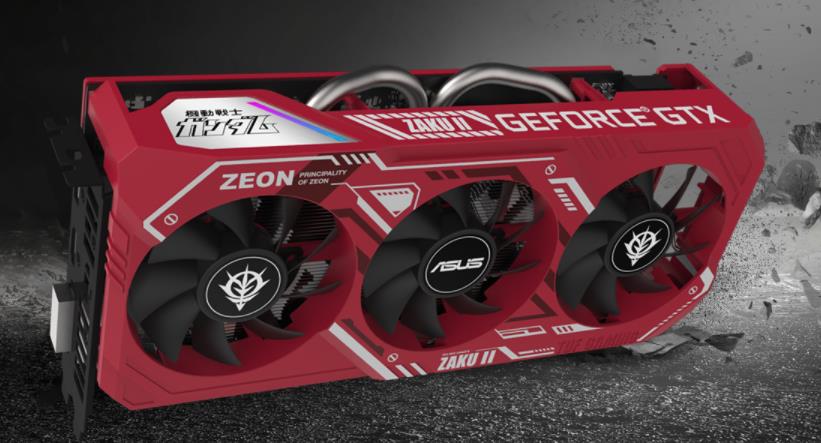 機動戦士
ガンダム
ZAKU II
GEFORCE® GTX
ZEON
PRINCIPALITY
OF ZEON
ASUS
ZAKU II